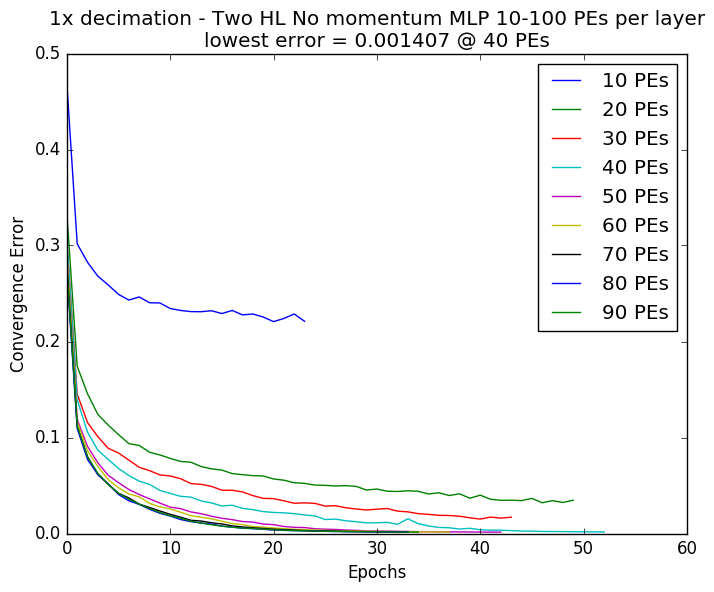 1x decimation - Two HL No momentum MLP 10-100 PEs per layer
lowest error = 0.001407 @ 40 PEs
0.5
0.4
0.3
0.2
0.1
0.0
Convergence Error
10 PEs
20 PEs
30 PEs
40 PEs
50 PEs
60 PEs
70 PEs
80 PEs
90 PEs
0 10 20 30 40 50 60
Epochs